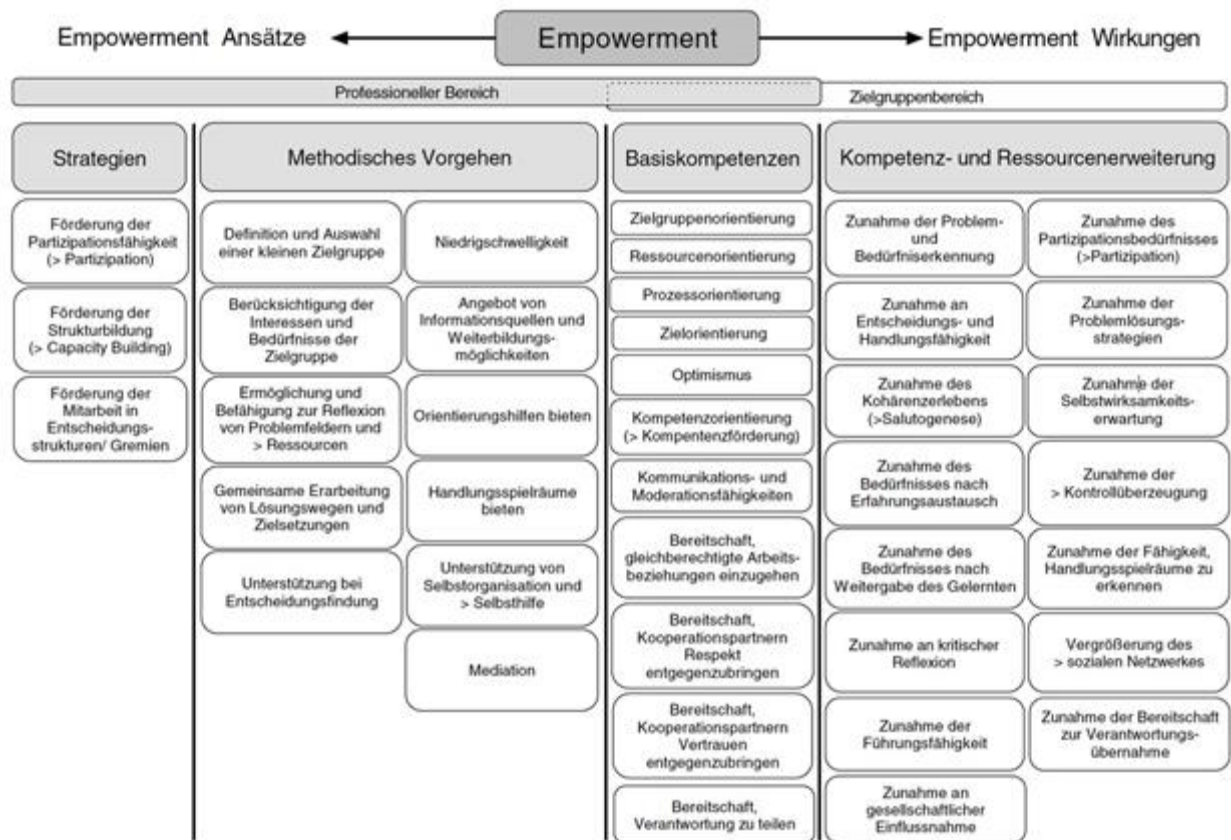 Empowerment Ansätze
Empowerment
Empowerment Wirkungen
Professioneller Bereich
Zielgruppenbereich
Strategien
Förderung der
Partizipationsfähigkeit
(> Partizipation)
Förderung der
Strukturbildung
(> Capacity Building)
Förderung der
Mitarbeit in
Entscheidungs-
strukturen/ Gremien
Methodisches Vorgehen
Definition und Auswahl
einer kleinen Zielgruppe
Berücksichtigung der
Interessen und
Bedürfnisse der
Zielgruppe
Ermöglichung und
Befähigung zur Reflexion
von Problemfeldern und
> Ressourcen
Gemeinsame Erarbeitung
von Lösungswegen und
Zielsetzungen
Unterstützung bei
Entscheidungsfindung
Niedrigschwelligkeit
Angebot von
Informationsquellen und
Weiterbildungs-
möglichkeiten
Orientierungshilfen bieten
Handlungsspielräume
bieten
Unterstützung von
Selbstorganisation und
> Selbsthilfe
Mediation
Basiskompetenzen
Zielgruppenorientierung
Ressourcenorientierung
Prozessorientierung
Zielorientierung
Optimismus
Kompetenzorientierung
(> Kompentenzförderung)
Kommunikations- und
Moderationsfähigkeiten
Bereitschaft,
gleichberechtigte Arbeits-
beziehungen einzugehen
Bereitschaft,
Kooperationspartnern
Respekt
entgegenzubringen
Bereitschaft,
Kooperationspartnern
Vertrauen
entgegenzubringen
Bereitschaft,
Verantwortung zu teilen
Kompetenz- und Ressourcenerweiterung
Zunahme der Problem-
und
Bedürfniserkennung
Zunahme an
Entscheidungs- und
Handlungsfähigkeit
Zunahme des
Kohärenzerlebens
(>Salutogenese)
Zunahme des
Bedürfnisses nach
Erfahrungsaustausch
Zunahme des
Bedürfnisses nach
Weitergabe des Gelernten
Zunahme an kritischer
Reflexion
Zunahme der
Führungsfähigkeit
Zunahme an
gesellschaftlicher
Einflussnahme
Zunahme des
Partizipationsbedürfnisses
(>Partizipation)
Zunahme der
Problemlösungs-
strategien
Zunahme der
Selbstwirksamkeits-
erwartung
Zunahme der
> Kontrollüberzeugung
Zunahme der Fähigkeit,
Handlungsspielräume zu
erkennen
Vergrößerung des
> sozialen Netzwerkes
Zunahme der Bereitschaft
zur Verantwortungs-
übernahme